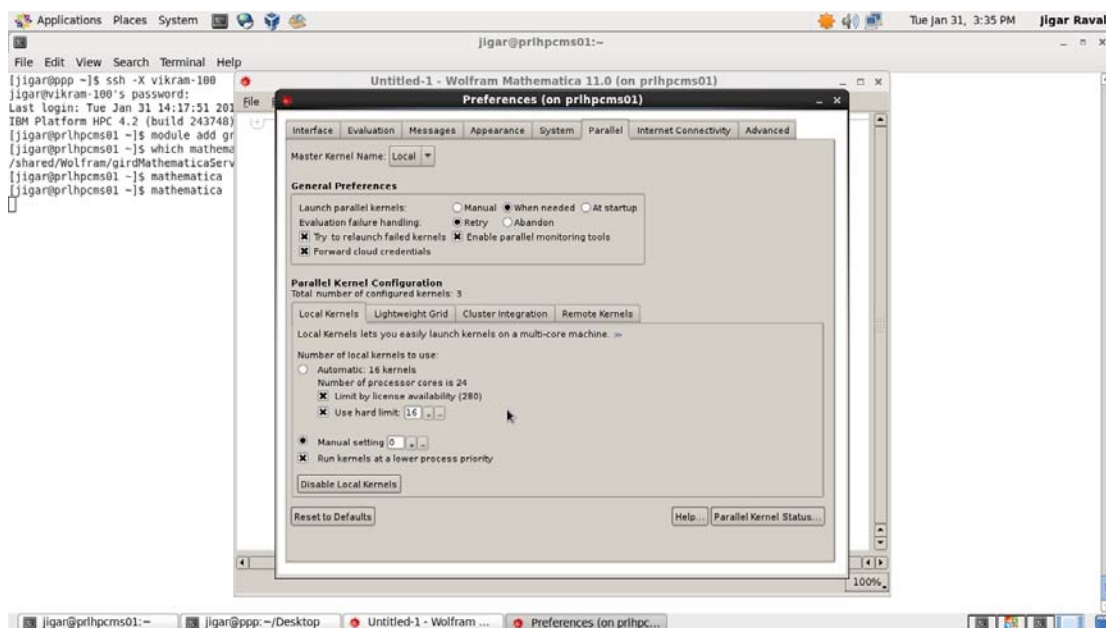 Applications Places System
Tue Jan 31, 3:35 PM Jigar Raval
jigar@prlhpcms01:~
File Edit View Search Terminal Help
[jigar@ppp ~]$ ssh -X vikram-100
jigar@vikram-100's password:
Last login: Tue Jan 31 14:17:51 201
IBM Platform HPC 4.2 (build 243748)
[jigar@prlhpcms01 ~]$ module add gr
[jigar@prlhpcms01 ~]$ which mathema
/shared/Wolfram/girdMathematicaServ
[jigar@prlhpcms01 ~]$ mathematica
[jigar@prlhpcms01 ~]$ mathematica
Untitled-1 - Wolfram Mathematica 11.0 (on prlhpcms01)
File
Preferences (on prlhpcms01)
Interface Evaluation Messages Appearance System Parallel Internet Connectivity Advanced
Master Kernel Name: Local
General Preferences
Launch parallel kernels: Manual When needed At startup
Evaluation failure handling: Retry Abandon
Try to relaunch failed kernels Enable parallel monitoring tools
Forward cloud credentials
Parallel Kernel Configuration
Total number of configured kernels: 3
Local Kernels Lightweight Grid Cluster Integration Remote Kernels
Local Kernels lets you easily launch kernels on a multi-core machine. »
Number of local kernels to use:
Automatic: 16 kernels
Number of processor cores is 24
Limit by license availability (280)
Use hard limit: 16 + -
Manual setting 0 + -
Run kernels at a lower process priority
Disable Local Kernels
Reset to Defaults Help... Parallel Kernel Status...
100%
jigar@prlhpcms01:~ jigar@ppp:~/Desktop Untitled-1 - Wolfram ... Preferences (on prlhpc...